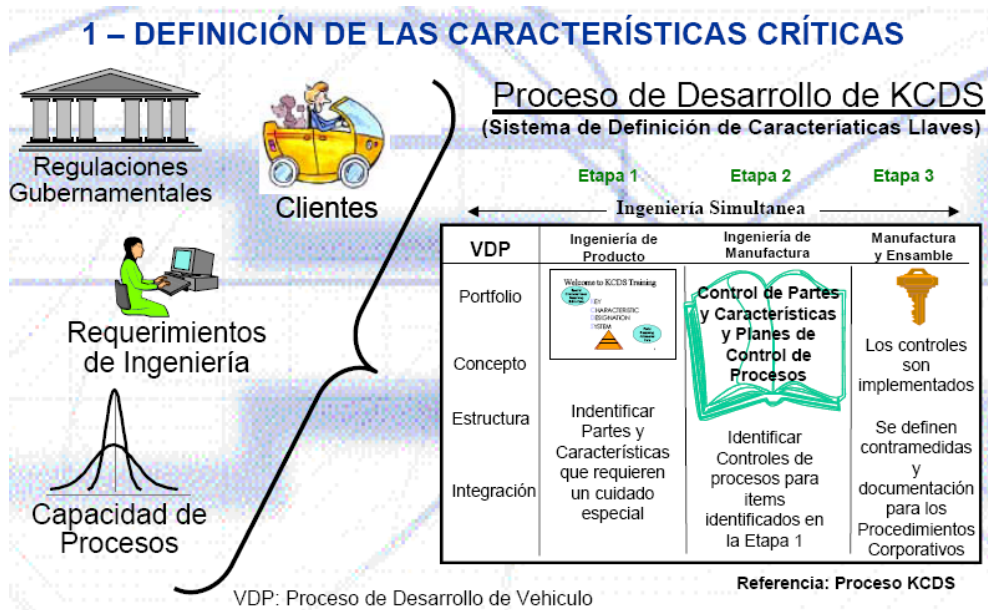 1 – DEFINICIÓN DE LAS CARACTERÍSTICAS CRÍTICAS
Regulaciones
Gubernamentales
Clientes
Requerimientos
de Ingeniería
Capacidad de
Procesos
Proceso de Desarrollo de KCDS
(Sistema de Definición de Caracteríaticas Llaves)
Etapa 1
Etapa 2
Etapa 3
Ingeniería Simultanea
VDP
Portfolio
Concepto
Estructura
Integración
Ingeniería de
Producto
Welcome to KCDS Training
KEY
CHARACTERISTIC
DESIGNATION
SYSTEM
Indentificar
Partes y
Características
que requieren
un cuidado
especial
Ingeniería de
Manufactura
Control de Partes
y Características
y Planes de
Control de
Procesos
Identificar
Controles de
procesos para
items
identificados en
la Etapa 1
Manufactura
y Ensamble
Los controles
son
implementados
Se definen
contramedidas
y
documentación
para los
Procedimientos
Corporativos
Referencia: Proceso KCDS
VDP: Proceso de Desarrollo de Vehiculo